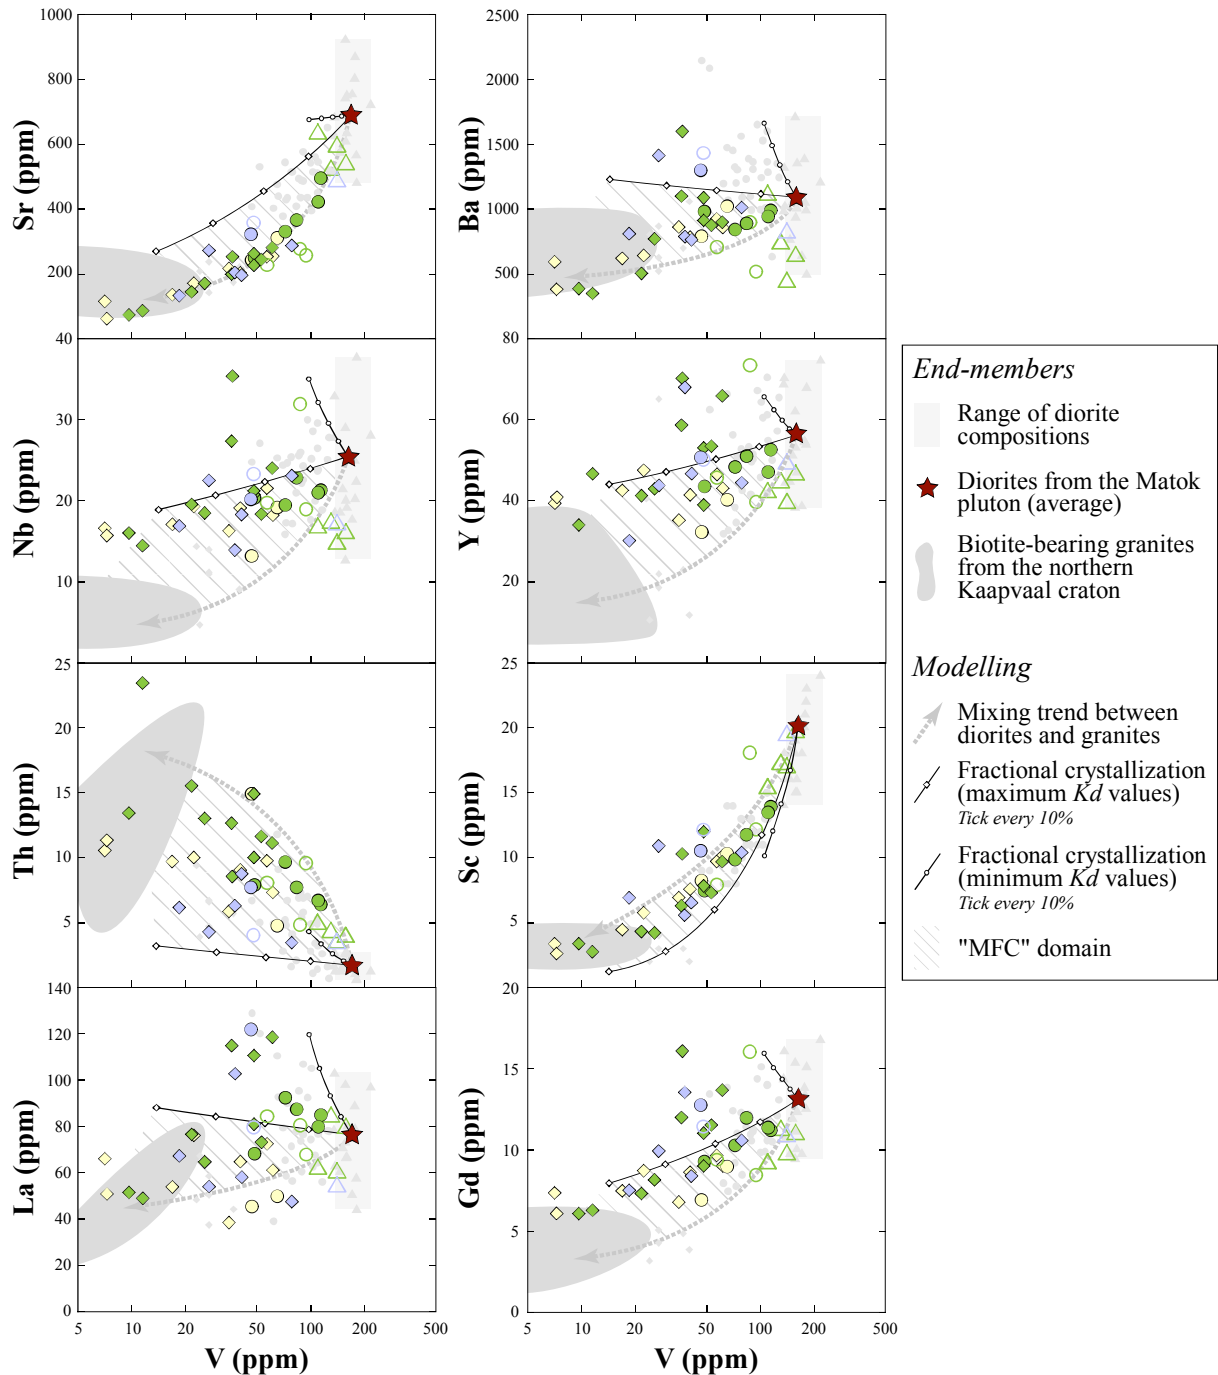 1000
800
600
400
200
Sr (ppm)
2500
2000
1500
1000
500
Ba (ppm)
40
30
20
10
Nb (ppm)
80
60
40
20
Y (ppm)
25
20
15
10
5
Th (ppm)
25
20
15
10
5
Sc (ppm)
140
120
100
80
60
40
20
0
La (ppm)
20
15
10
5
0
Gd (ppm)
5 10 20 50 100 200 500
V (ppm)
5 10 20 50 100 200 500
V (ppm)
End-members
Range of diorite
compositions
Diorites from the Matok
pluton (average)
Biotite-bearing granites
from the northern
Kaapvaal craton
Modelling
Mixing trend between
diorites and granites
Fractional crystallization
(maximum Kd values)
Tick every 10%
Fractional crystallization
(minimum Kd values)
Tick every 10%
"MFC" domain